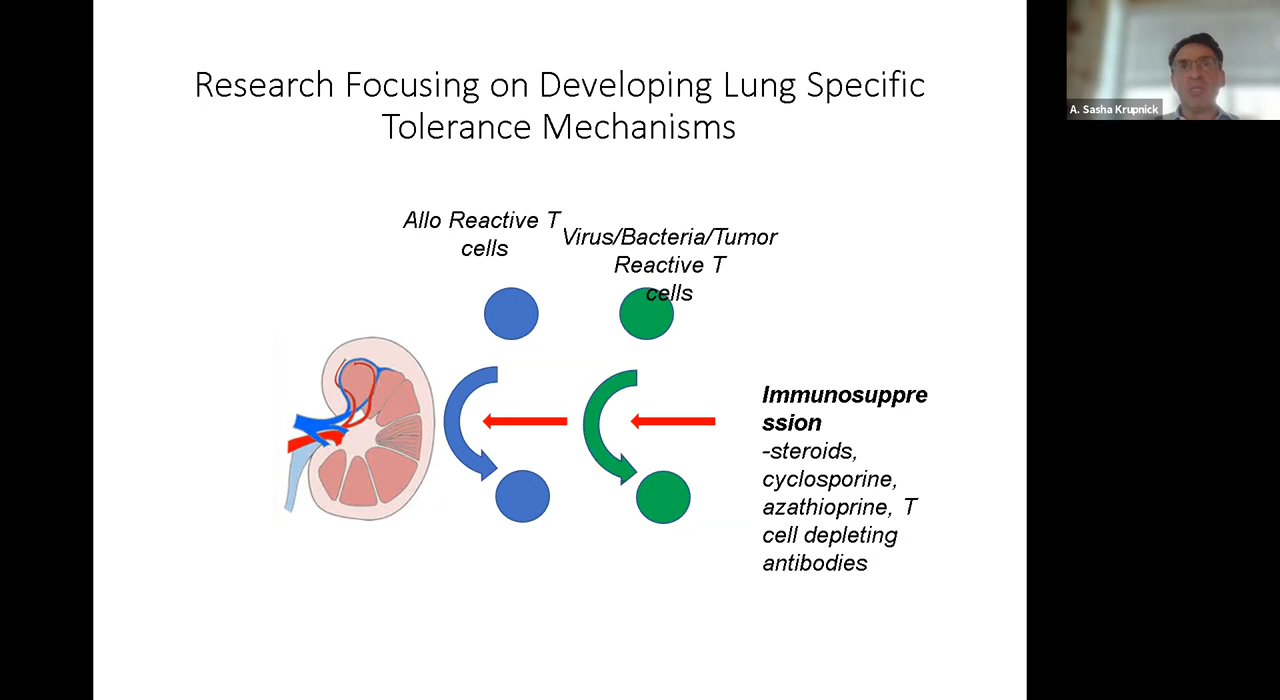 Research Focusing on Developing Lung Specific
Tolerance Mechanisms
Allo Reactive T
cells
Virus/Bacteria/Tumor
Reactive T
cells
Immunosuppre
ssion
-steroids,
cyclosporine,
azathioprine, T
cell depleting
antibodies
A. Sasha Krupnick